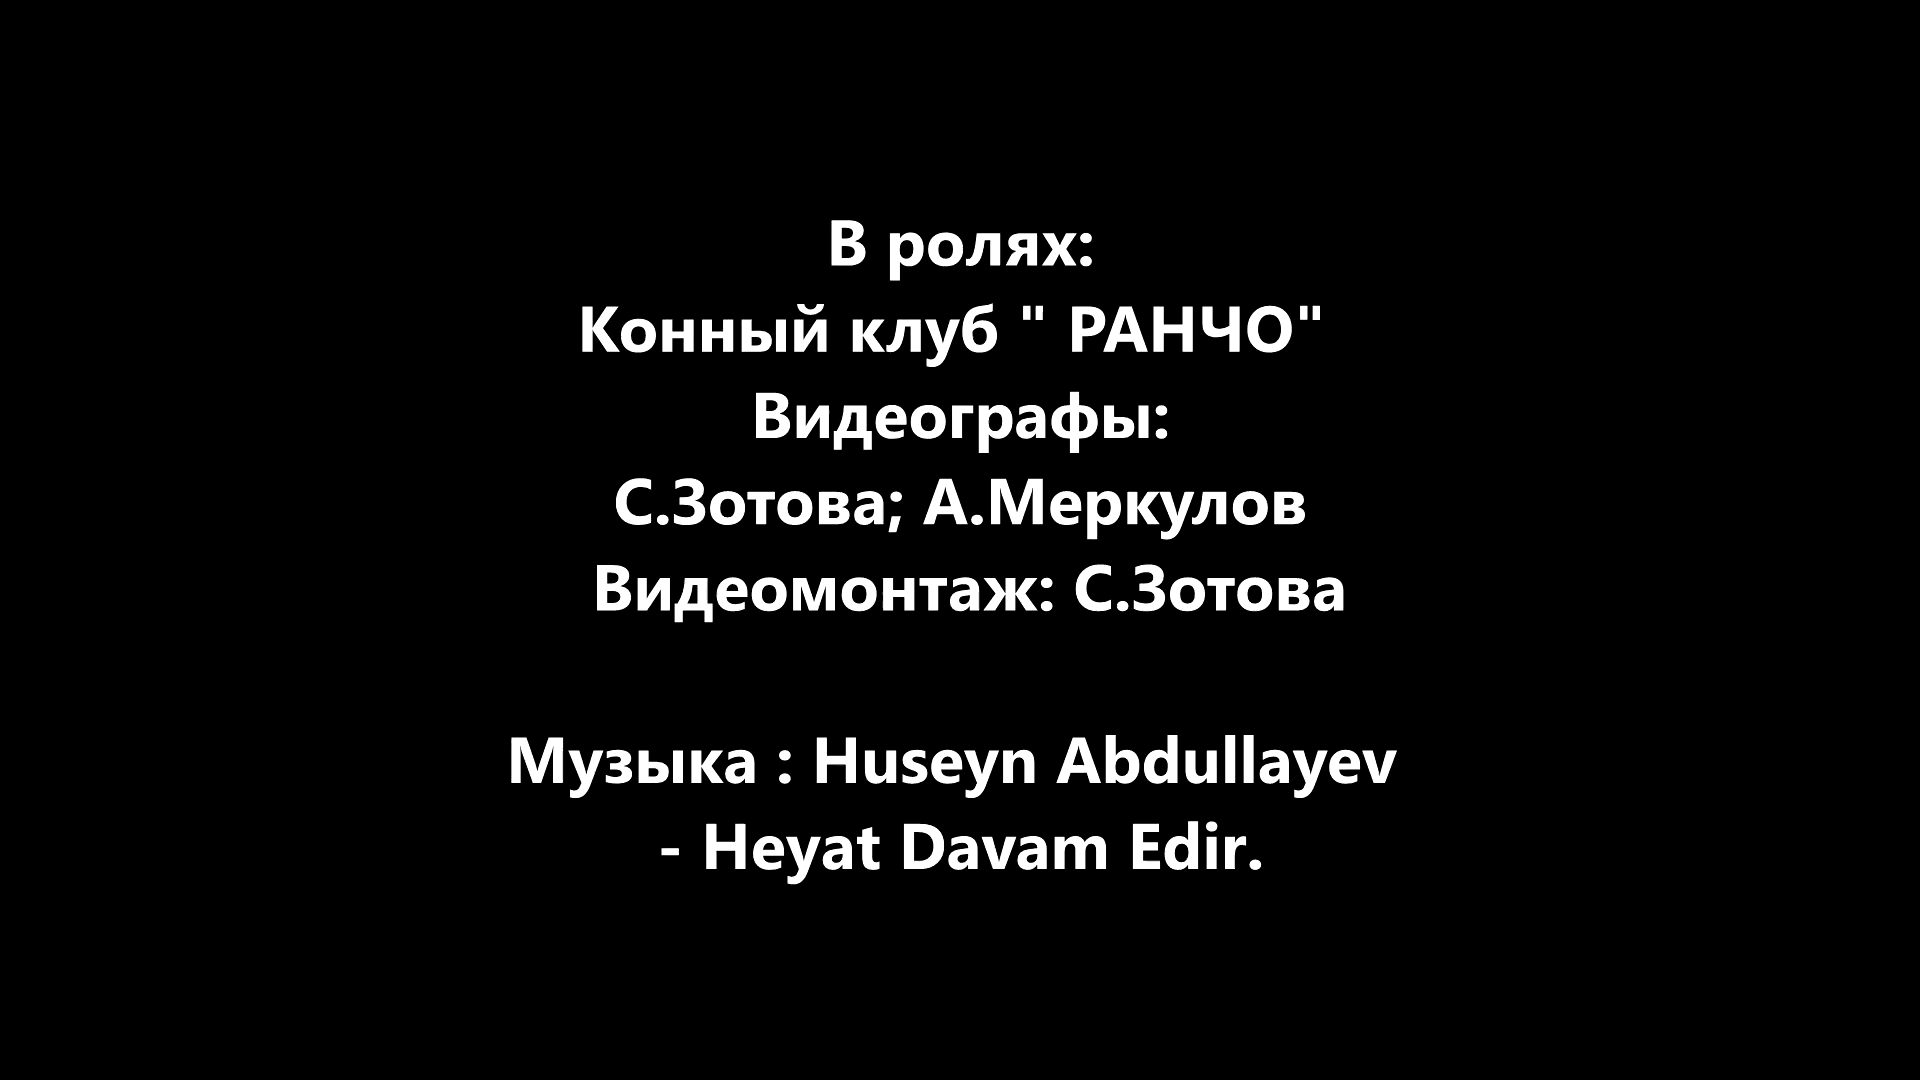 В ролях:
Конный клуб " РАНЧО"
Видеографы:
С.Зотова; А.Меркулов
Видеомонтаж: С.Зотова
Музыка : Huseyn Abdullayev
- Heyat Davam Edir.